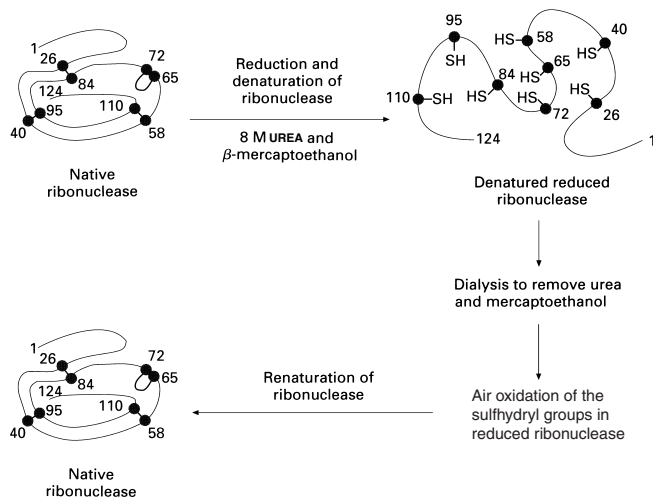 1
26
84
72
65
124
95
110
40
58
Native
ribonuclease
Reduction and
denaturation of
ribonuclease
8 M UREA and
β-mercaptoethanol
95
SH
110
SH
124
84
HS
HS
58
65
HS
HS
72
40
HS
HS
26
1
Denatured reduced
ribonuclease
Dialysis to remove urea
and mercaptoethanol
Air oxidation of the
sulfhydryl groups in
reduced ribonuclease
Renaturation of
ribonuclease
1
26
84
72
65
124
95
110
40
58
Native
ribonuclease